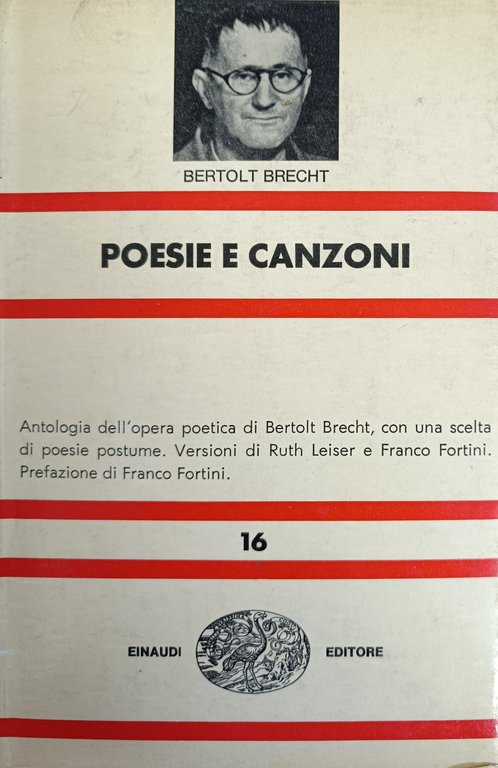 BERTOLT BRECHT
POESIE E CANZONI
Antologia dell'opera poetica di Bertolt Brecht, con una scelta
di poesie postume. Versioni di Ruth Leiser e Franco Fortini.
Prefazione di Franco Fortini.
16
EINAUDI EDITORE